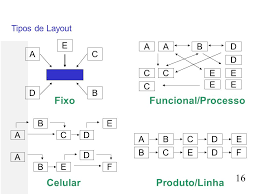 Tipos de Layout
E
A C
D B
Fixo
A A B D
D
C C E E
C E E
Funcional/Processo
B E
A C D
A D
B E F
Celular
A B C D E
B C E D F
Produto/Linha
16